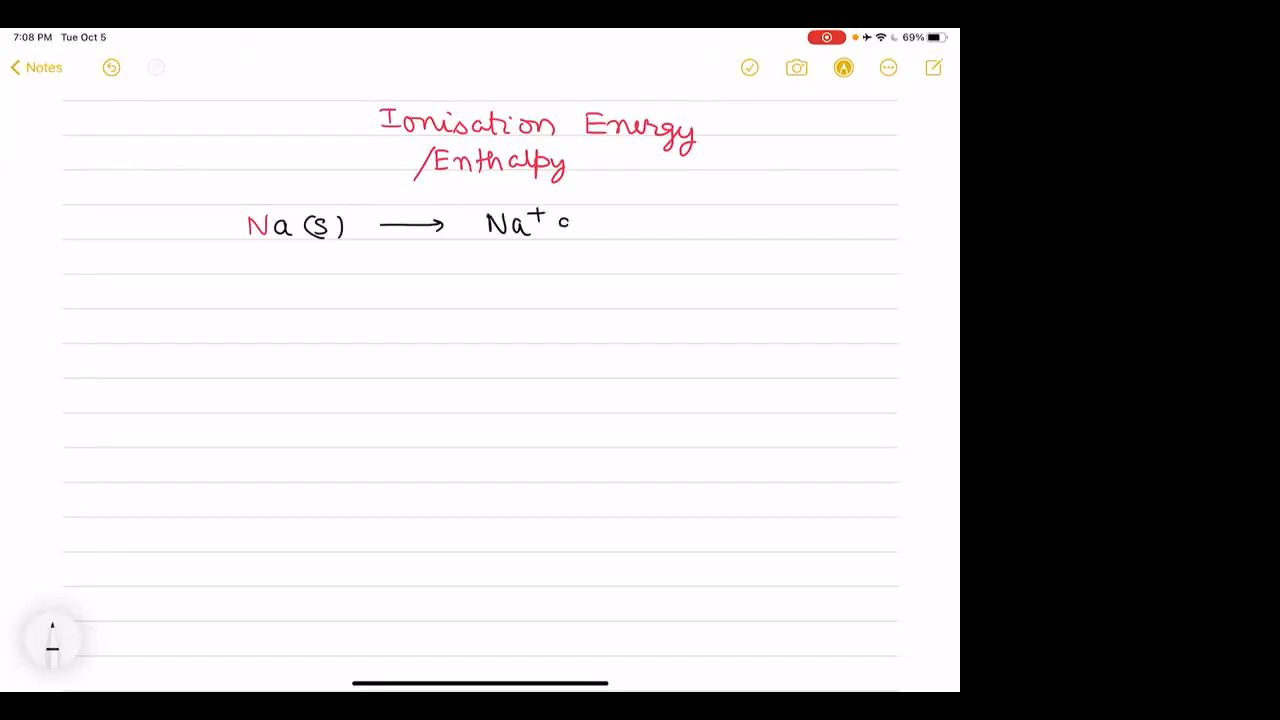 7:08 PM Tue Oct 5
69%
Notes
Ionisation Energy
/Enthalpy
Na (s) ⟶ Na⁺